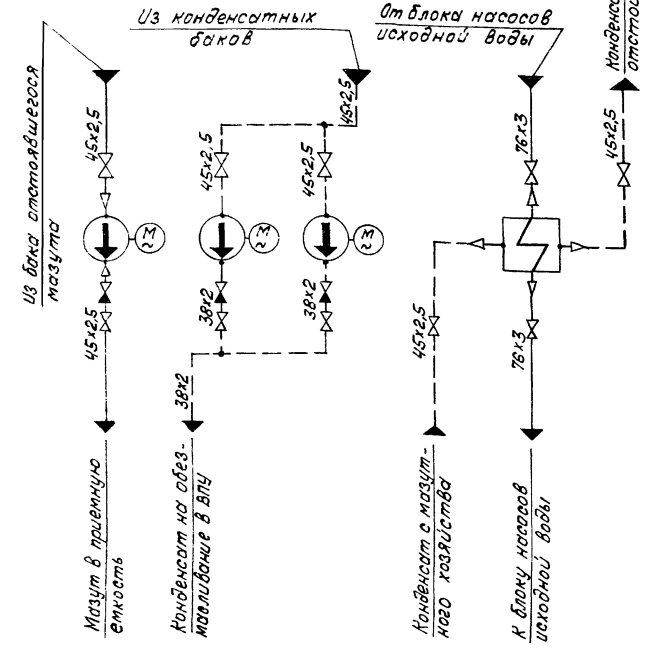 Из конденсатных
баков
От блока насосов
исходной воды
Конденса
отстой
Из бака отстоявшегося
мазута
45х2,5
45х2,5
45х2,5
45х2,5
76х3
45х2,5
М
~
М
~
М
~
45х2,5
38х2
38х2
45х2,5
76х3
38х2
Мазут в приемную
емкость
Конденсат на обез-
масливание в ВПУ
Конденсат с мазут-
ного хозяйства
К блоку насосов
исходной воды